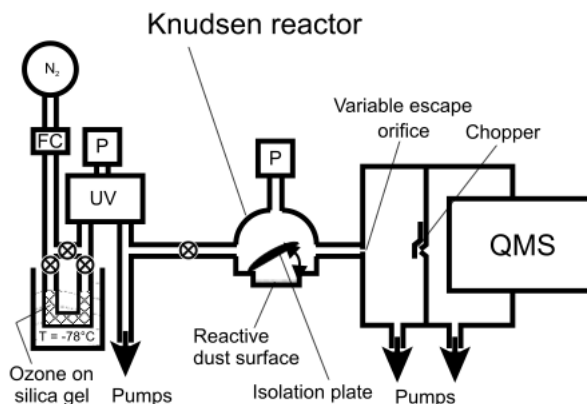 Knudsen reactor
N₂
Variable escape
orifice
Chopper
FC
P
P
UV
QMS
T = -78°C
Reactive
dust surface
Ozone on
silica gel
Pumps
Isolation plate
Pumps